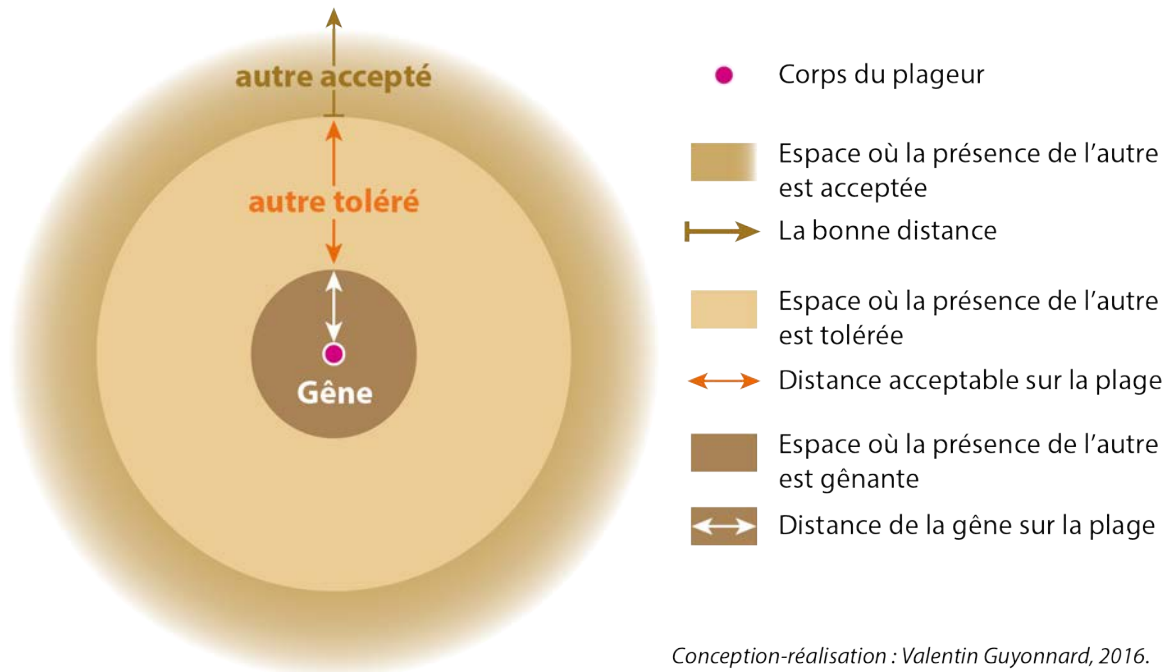 autre accepté
autre toléré
Gêne
Corps du plageur
Espace où la présence de l’autre
est acceptée
La bonne distance
Espace où la présence de l’autre
est tolérée
Distance acceptable sur la plage
Espace où la présence de l’autre
est gênante
Distance de la gêne sur la plage
Conception-réalisation : Valentin Guyonnard, 2016.